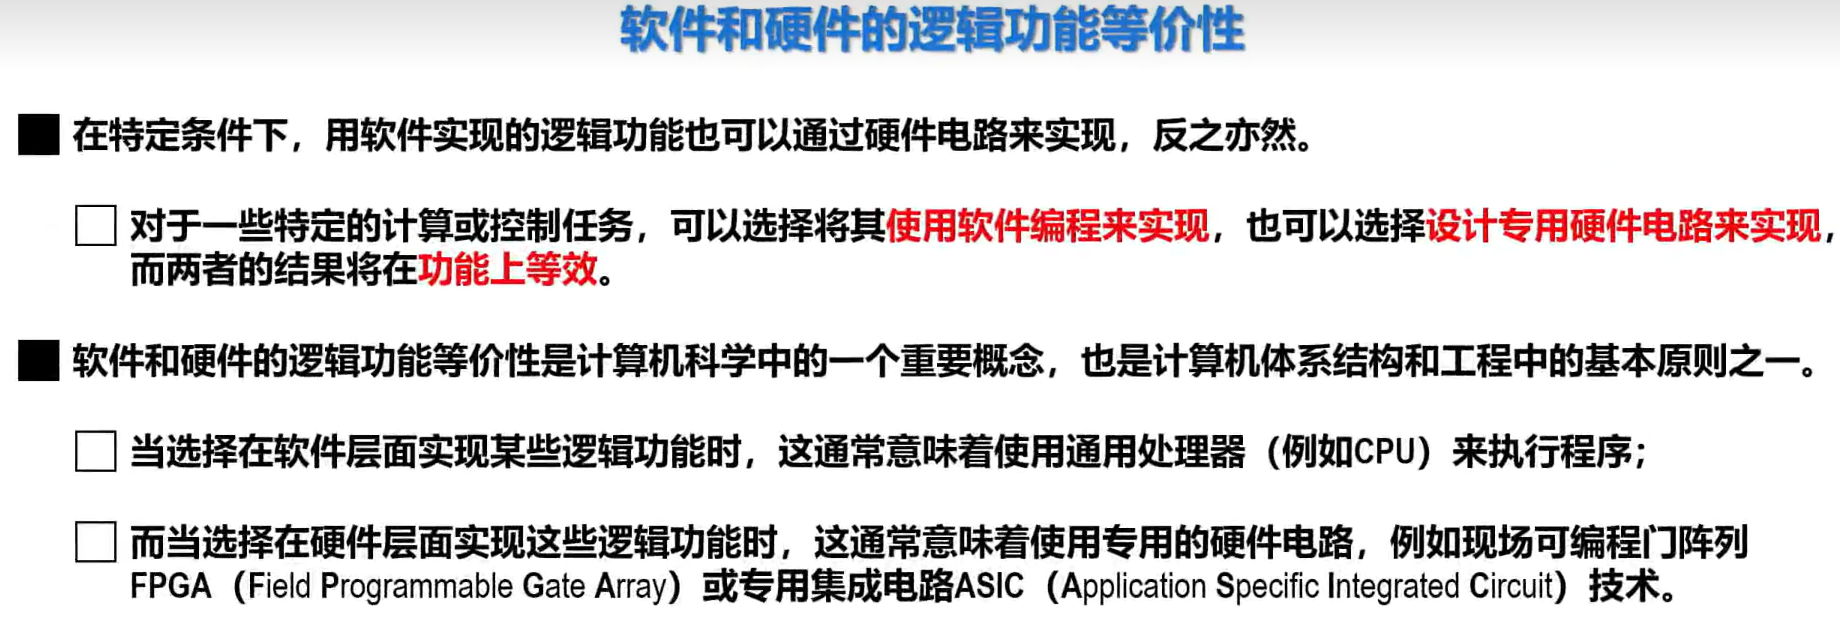 软件和硬件的逻辑功能等价性
在特定条件下，用软件实现的逻辑功能也可以通过硬件电路来实现，反之亦然。
对于一些特定的计算或控制任务，可以选择将其使用软件编程来实现，也可以选择设计专用硬件电路来实现，
而两者的结果将在功能上等效。
软件和硬件的逻辑功能等价性是计算机科学中的一个重要概念，也是计算机体系结构和工程中的基本原则之一。
当选择在软件层面实现某些逻辑功能时，这通常意味着使用通用处理器（例如CPU）来执行程序；
而当选择在硬件层面实现这些逻辑功能时，这通常意味着使用专用的硬件电路，例如现场可编程门阵列
FPGA（Field Programmable Gate Array）或专用集成电路ASIC（Application Specific Integrated Circuit）技术。